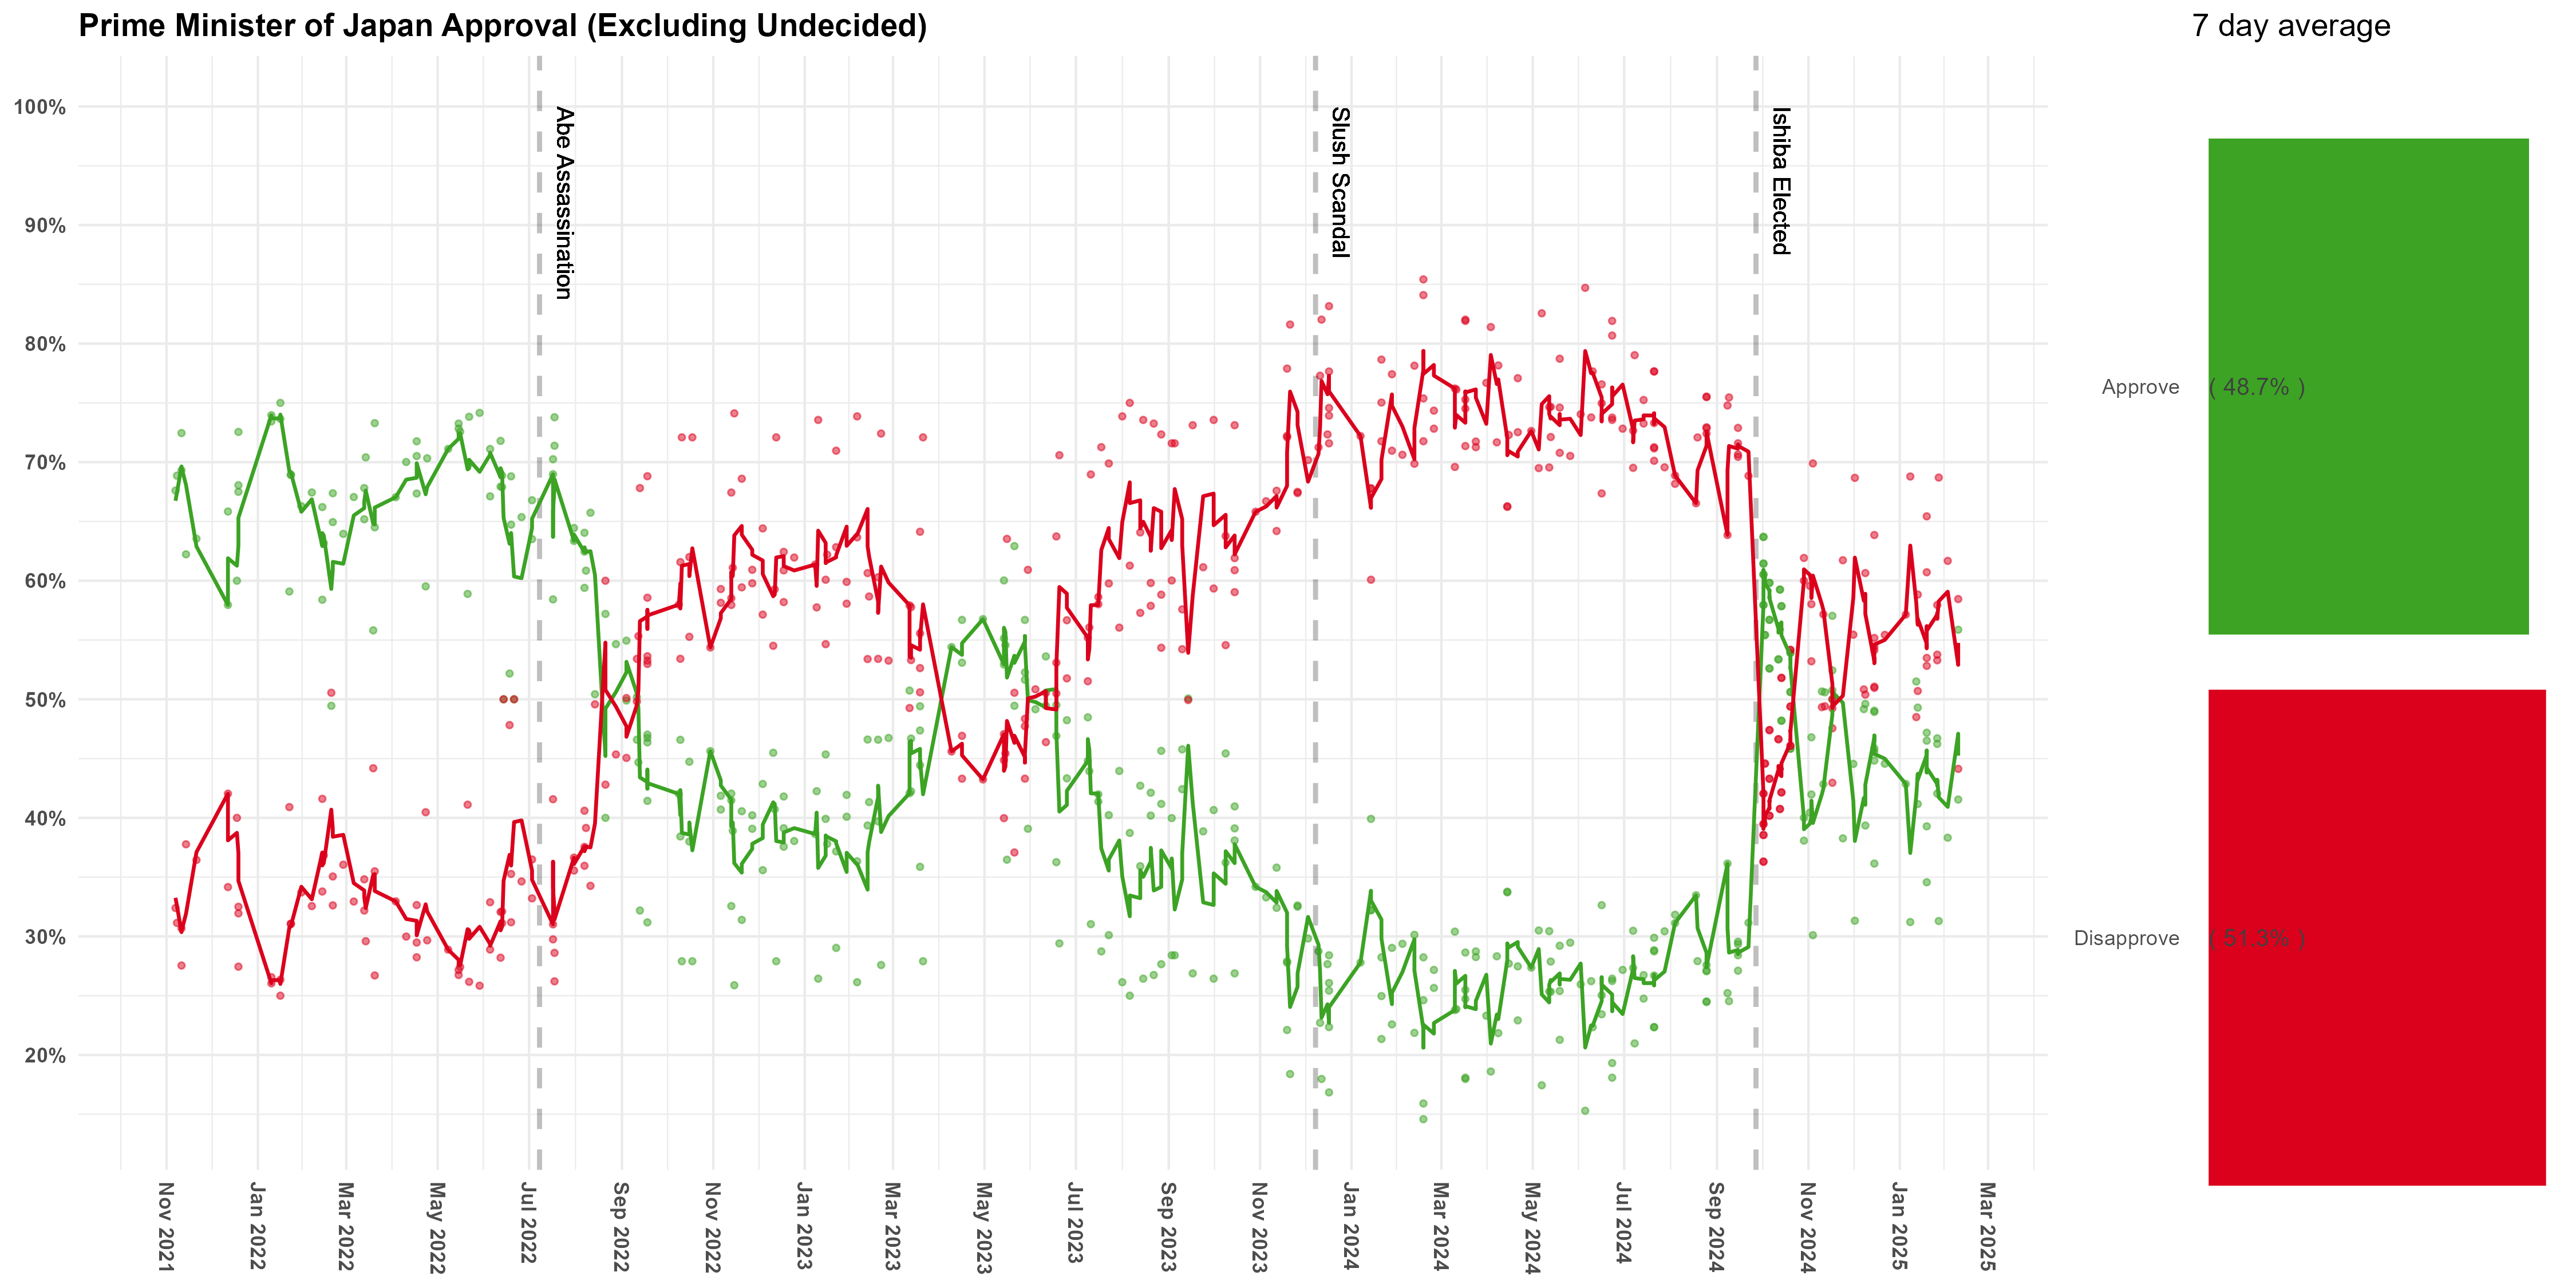 Prime Minister of Japan Approval (Excluding Undecided)
7 day average
100%
90%
80%
70%
60%
50%
40%
30%
20%
Abe Assassination
Slush Scandal
Ishiba Elected
Approve
( 48.7% )
Disapprove
( 51.3% )
Nov 2021
Jan 2022
Mar 2022
May 2022
Jul 2022
Sep 2022
Nov 2022
Jan 2023
Mar 2023
May 2023
Jul 2023
Sep 2023
Nov 2023
Jan 2024
Mar 2024
May 2024
Jul 2024
Sep 2024
Nov 2024
Jan 2025
Mar 2025